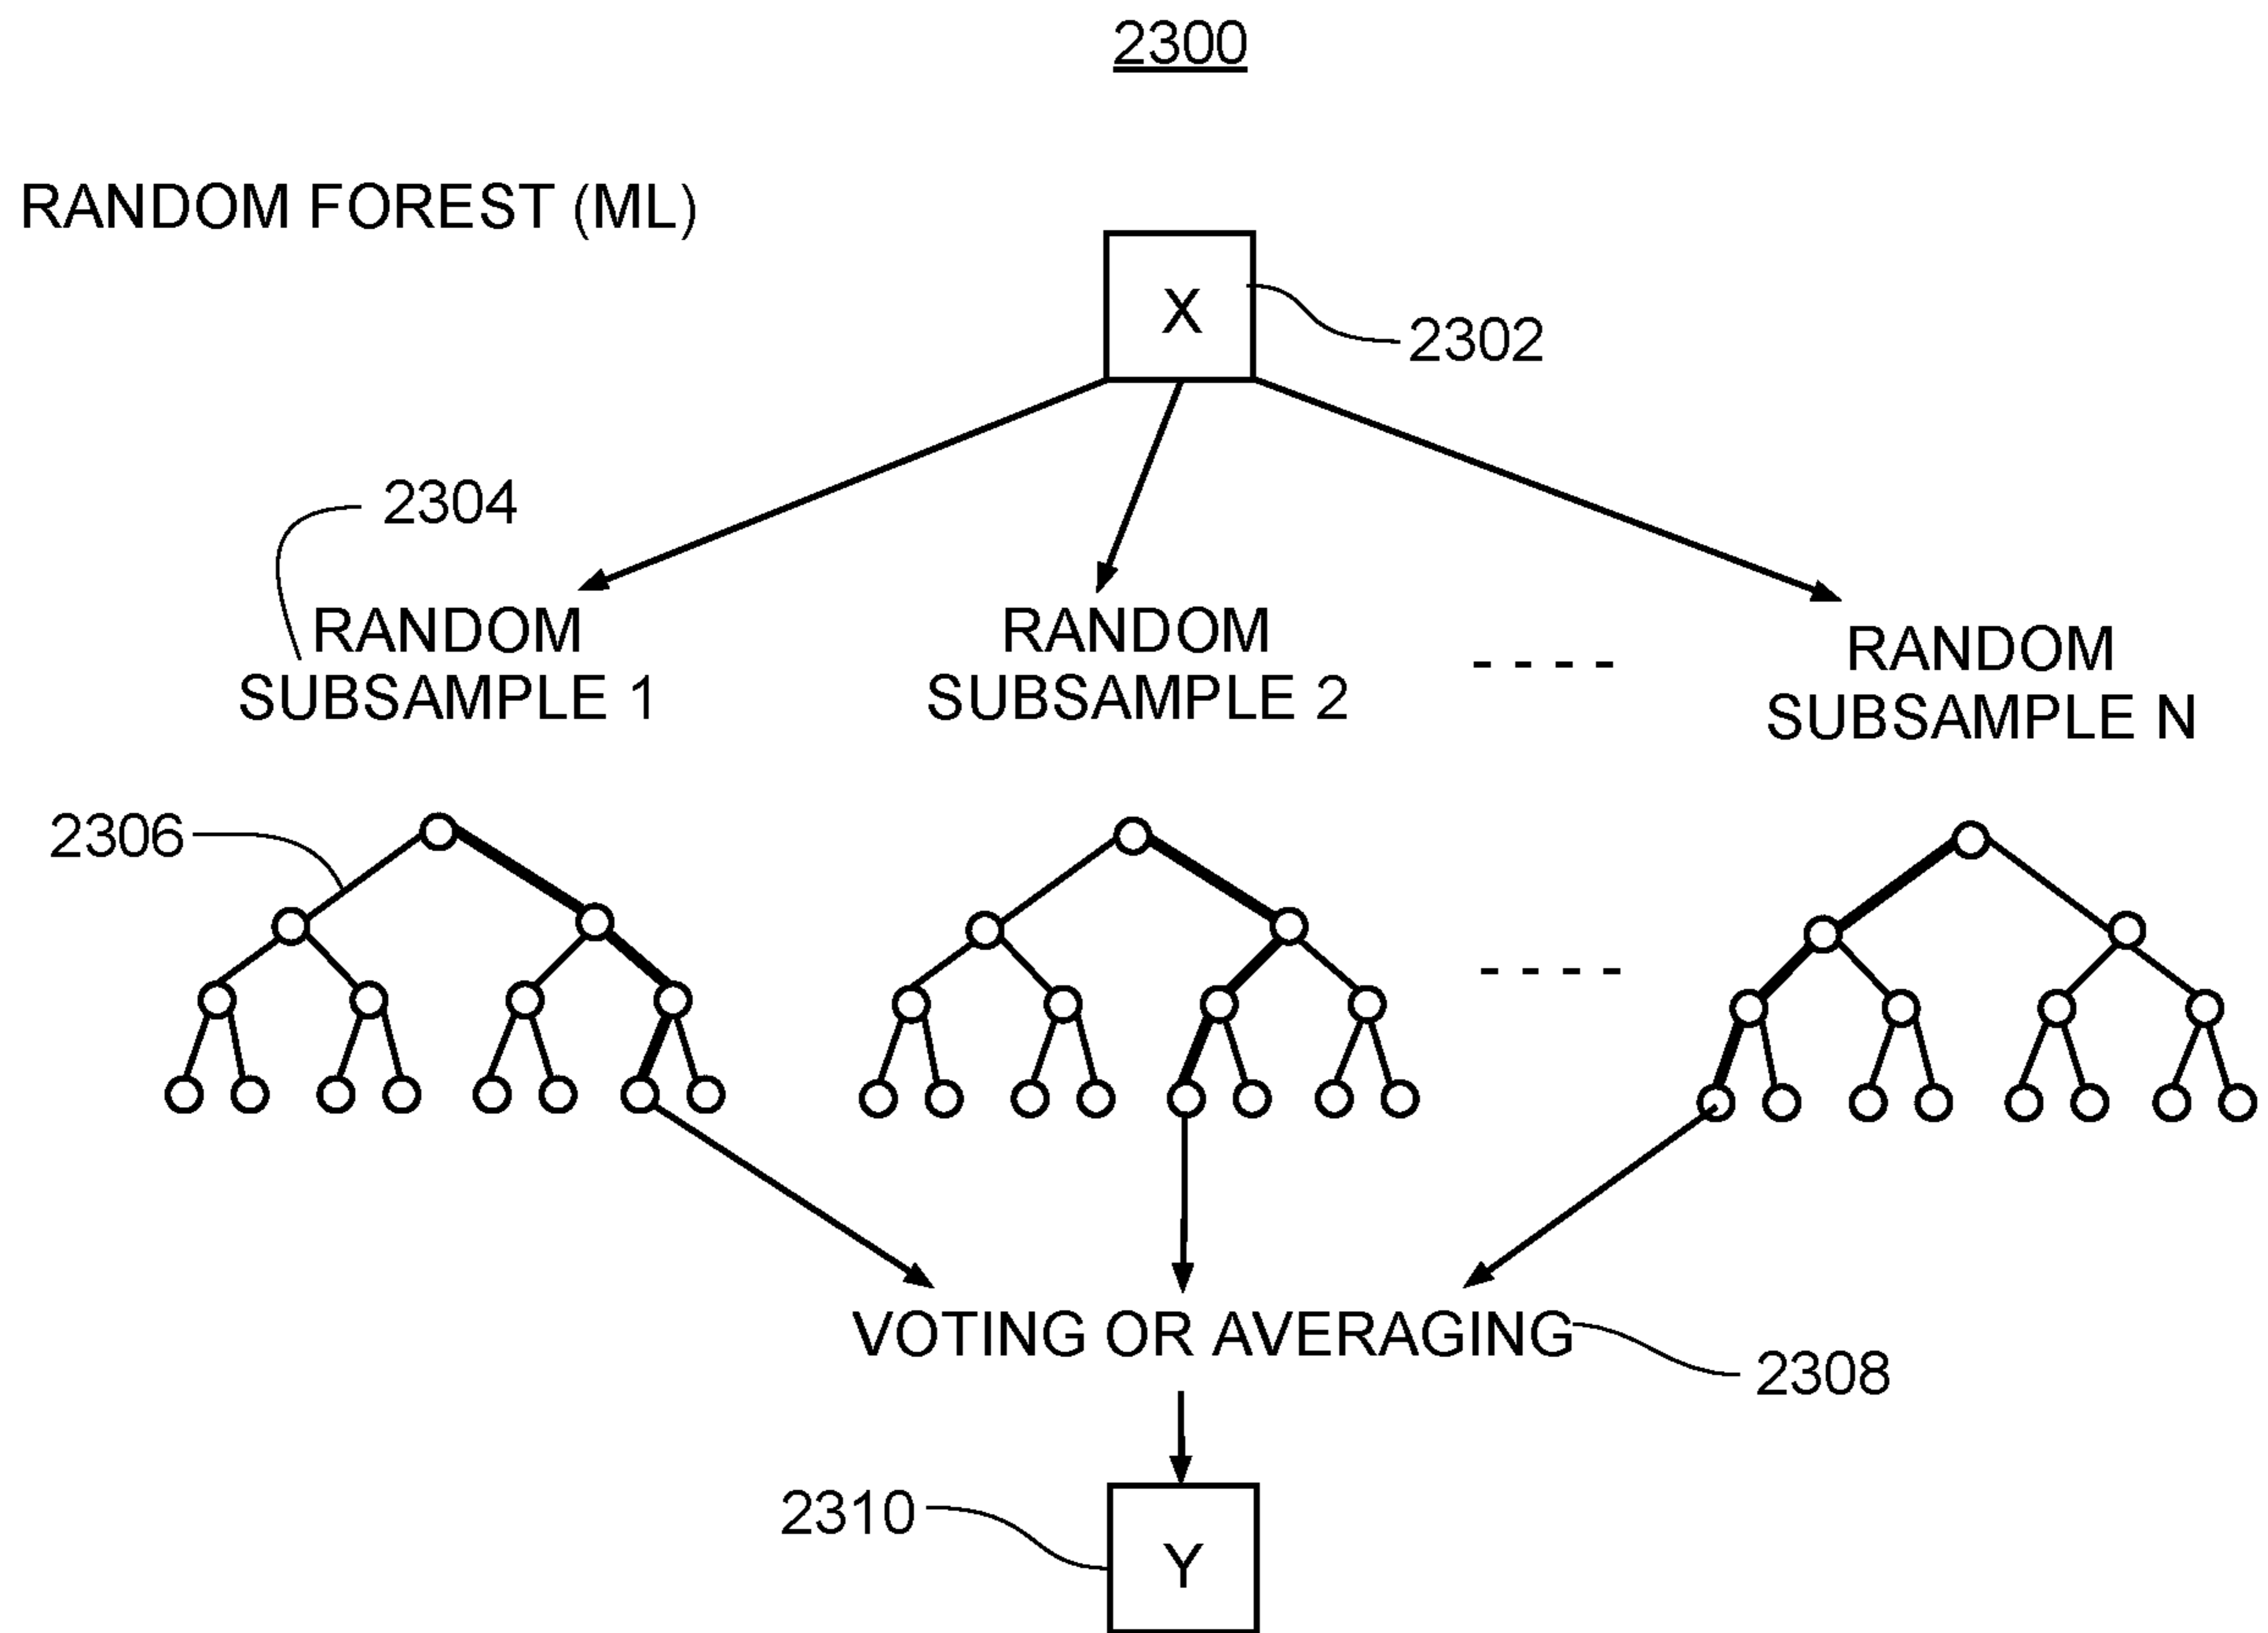 2300
RANDOM FOREST (ML)
X
2302
2304
RANDOM
SUBSAMPLE 1
RANDOM
SUBSAMPLE 2
- - - -
RANDOM
SUBSAMPLE N
2306
- - - -
VOTING OR AVERAGING
2308
2310
Y